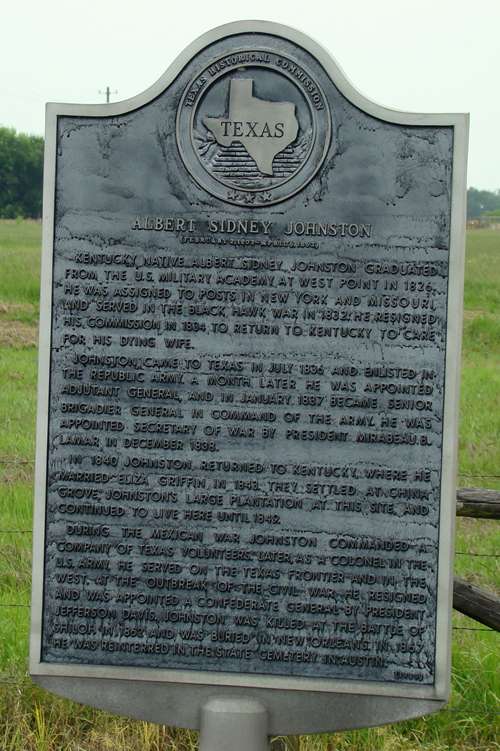 TEXAS HISTORICAL COMMISSION
TEXAS
ALBERT SIDNEY JOHNSTON
KENTUCKY NATIVE ALBERT SIDNEY JOHNSTON GRADUATED
FROM THE U.S. MILITARY ACADEMY AT WEST POINT IN 1826.
HE WAS ASSIGNED TO POSTS IN NEW YORK AND MISSOURI
AND SERVED IN THE BLACK HAWK WAR IN 1832. HE RESIGNED
HIS COMMISSION IN 1834 TO RETURN TO KENTUCKY TO CARE
FOR HIS DYING WIFE.
JOHNSTON CAME TO TEXAS IN JULY 1836 AND ENLISTED IN
THE REPUBLIC ARMY. A MONTH LATER HE WAS APPOINTED
ADJUTANT GENERAL, AND IN JANUARY 1837 BECAME SENIOR
BRIGADIER GENERAL IN COMMAND OF THE ARMY. HE WAS
APPOINTED SECRETARY OF WAR BY PRESIDENT MIRABEAU B.
LAMAR IN DECEMBER 1838.
IN 1840 JOHNSTON RETURNED TO KENTUCKY, WHERE HE
MARRIED ELIZA GRIFFIN IN 1843. THEY SETTLED AT CHINA
GROVE, JOHNSTON'S LARGE PLANTATION AT THIS SITE, AND
CONTINUED TO LIVE HERE UNTIL 1849.
DURING THE MEXICAN WAR JOHNSTON COMMANDED A
COMPANY OF TEXAS VOLUNTEERS. LATER, AS A COLONEL IN THE
U.S. ARMY, HE SERVED ON THE TEXAS FRONTIER AND IN THE
WEST. AT THE OUTBREAK OF THE CIVIL WAR HE RESIGNED
AND WAS APPOINTED A CONFEDERATE GENERAL BY PRESIDENT
JEFFERSON DAVIS. JOHNSTON WAS KILLED AT THE BATTLE OF
SHILOH IN 1862 AND WAS BURIED IN NEW ORLEANS. IN 1867
HE WAS REINTERRED IN THE STATE CEMETERY IN AUSTIN.